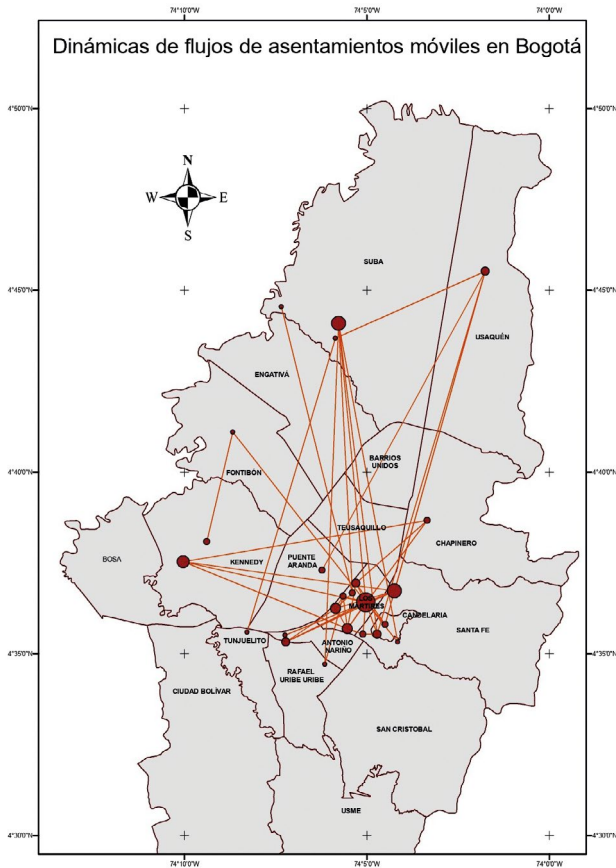 74°10'0"W 74°5'0"W 74°0'0"W
Dinámicas de flujos de asentamientos móviles en Bogotá
4°50'0"N 4°50'0"N
N
W E
S
SUBA
4°45'0"N 4°45'0"N
USAQUÉN
ENGATIVÁ
BARRIOS
UNIDOS
4°40'0"N 4°40'0"N
FONTIBÓN
TEUSAQUILLO
CHAPINERO
BOSA
KENNEDY
PUENTE
ARANDA
LOS
MÁRTIRES
CANDELARIA
SANTA FE
TUNJUELITO
ANTONIO
NARIÑO
4°35'0"N 4°35'0"N
RAFAEL
URIBE URIBE
CIUDAD BOLÍVAR
SAN CRISTOBAL
USME
4°30'0"N 4°30'0"N
74°10'0"W 74°5'0"W 74°0'0"W